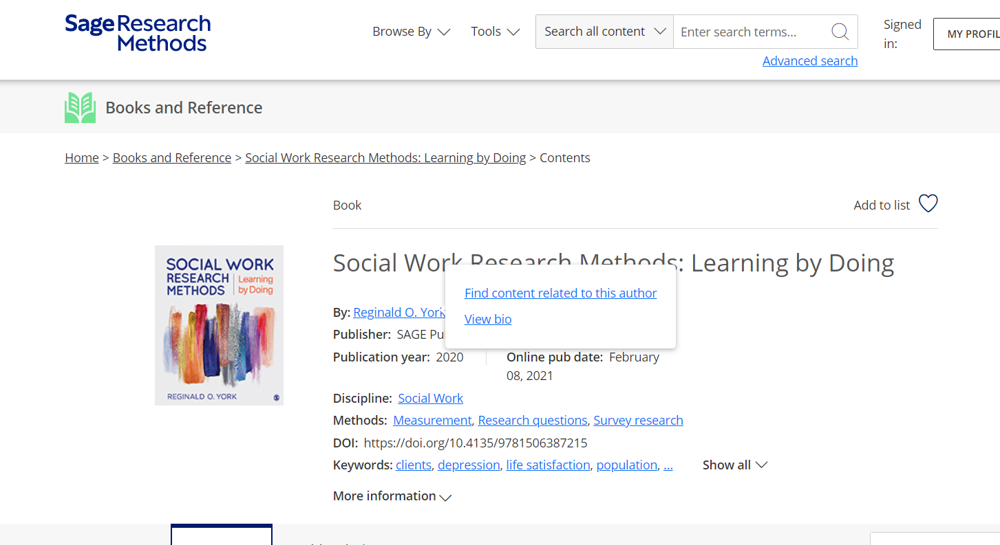 Sage Research
Methods
Browse By
Tools
Search all content
Enter search terms...
Signed
in:
MY PROFIL
Advanced search
Books and Reference
Home > Books and Reference > Social Work Research Methods: Learning by Doing > Contents
Book
Add to list
SOCIAL WORK
RESEARCH
METHODS
Learning
by Doing
REGINALD O. YORK
Social Work Research Methods: Learning by Doing
Find content related to this author
View bio
By: Reginald O. York
Publisher: SAGE Pu
Publication year: 2020
Online pub date: February
08, 2021
Discipline: Social Work
Methods: Measurement, Research questions, Survey research
DOI: https://doi.org/10.4135/9781506387215
Keywords: clients, depression, life satisfaction, population, ...
Show all
More information